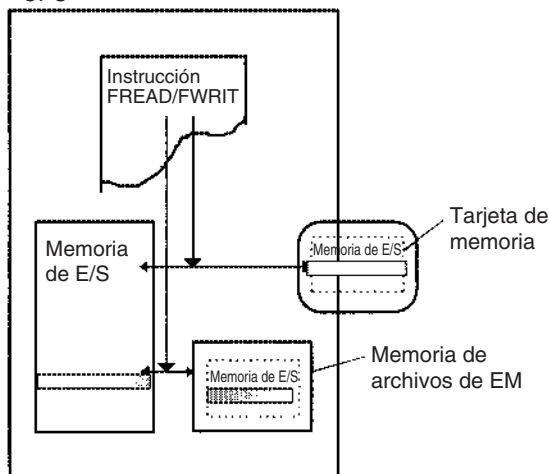 Instrucción
FREAD/FWRIT
Memoria
de E/S
Memoria de E/S
Tarjeta de
memoria
Memoria de E/S
Memoria de
archivos de EM